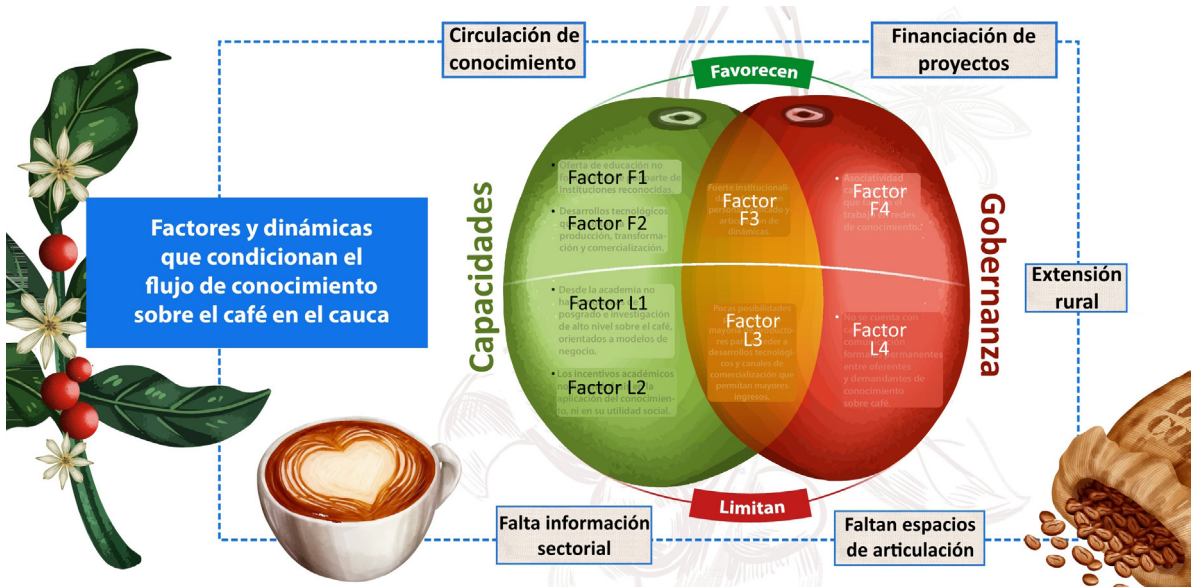 Circulación de
conocimiento
Financiación de
proyectos
Favorecen
Factores y dinámicas
que condicionan el
flujo de conocimiento
sobre el café en el cauca
Capacidades
• Oferta de educación no
Factor F1
parte de
instituciones reconocidas.
• Desarrollos tecnológicos
Factor F2
producción, transforma-
ción y comercialización.
Fuerte institucionali-
Factor
F3
dinámicas.
• Asociatividad
Factor
F4
trabajo
redes
de conocimiento.
Gobernanza
• Desde la academia no
Factor L1
posgrado e investigación
de alto nivel sobre el café,
orientados a modelos de
negocio.
• Los incentivos académicos
Factor L2
aplicación del conocimien-
to, ni en su utilidad social.
Pocas posibilidades
Factor
L3
desarrollos tecnológi-
cos y canales de
comercialización que
permitan mayores
ingresos.
• No se cuenta con
Factor
L4
permanentes
entre oferentes
y demandantes de
conocimiento
sobre café.
Extensión
rural
Limitan
Falta información
sectorial
Faltan espacios
de articulación